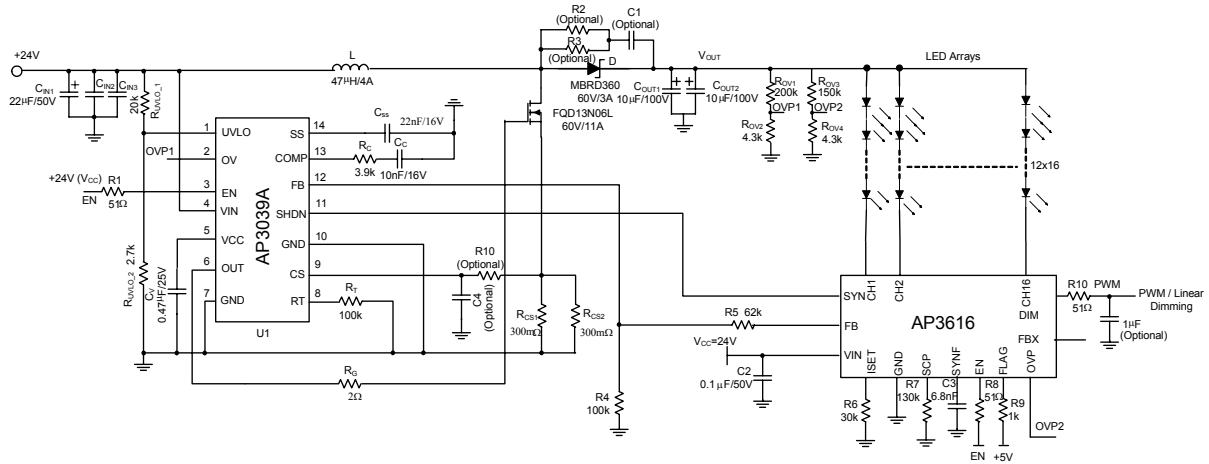 R2
(Optional)
C1
(Optional)
R3
(Optional)
+24V
L
47μH/4A
D
MBRD360
60V/3A
VOUT
LED Arrays
CIN1
22μF/50V
CIN2
CIN3
RUVLO_1
20k
FQD13N06L
60V/11A
COUT1
10μF/100V
COUT2
10μF/100V
ROV1
200k
OVP1
ROV2
4.3k
ROV3
150k
OVP2
ROV4
4.3k
12x16
1
UVLO
SS
14
Css
22nF/16V
OVP1
2
OV
COMP
13
RC
3.9k
CC
10nF/16V
+24V (VCC)
EN
R1
51Ω
3
EN
FB
12
4
VIN
SHDN
11
AP3039A
5
VCC
GND
10
6
OUT
CS
9
R10
(Optional)
7
GND
RT
8
RT
100k
U1
RUVLO_2
2.7k
CV
0.47μF/25V
C4
(Optional)
RCS1
300mΩ
RCS2
300mΩ
RG
2Ω
R4
100k
R5 62k
VCC=24V
C2
0.1μF/50V
SYN
CH1
CH2
CH16
DIM
FB
AP3616
FBX
VIN
ISET
GND
SCP
SYNF
EN
FLAG
OVP
R10
51Ω
PWM
PWM / Linear
Dimming
1μF
(Optional)
R6
30k
R7
130k
C3
6.8nF
R8
51Ω
R9
1k
EN
+5V
OVP2